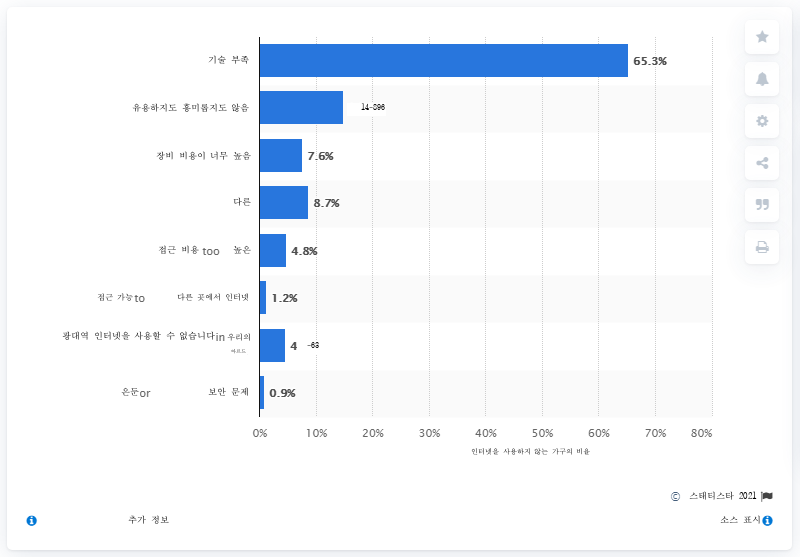 기술 부족
65.3%
유용하지도 흥미롭지도 않음
14-896
장비 비용이 너무 높음
7.6%
다른
8.7%
접근 비용 too 높은
4.8%
접근 가능 to 다른 곳에서 인터넷
1.2%
광대역 인터넷을 사용할 수 없습니다 in 우리의
4 -63
은둔 or 보안 문제
0.9%
0% 10% 20% 30% 40% 50% 60% 70% 80%
인터넷을 사용하지 않는 가구의 비율
© 스태티스타 2021
추가 정보
소스 표시